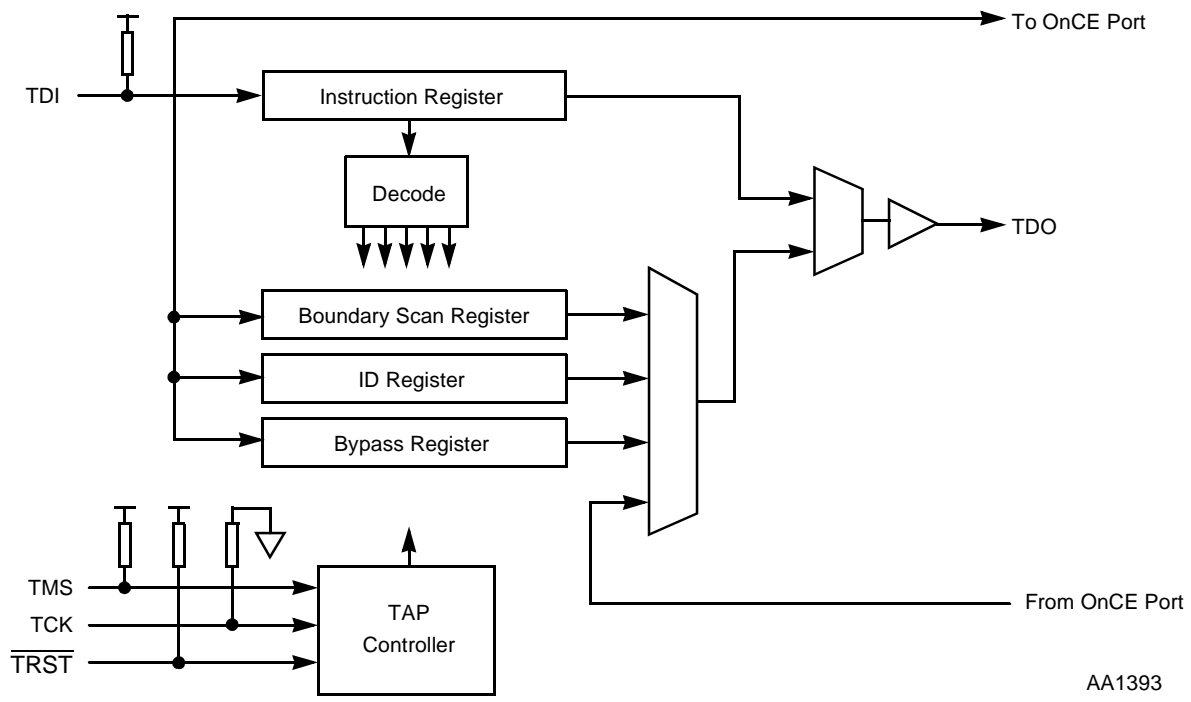 To OnCE Port
TDI
Instruction Register
Decode
TDO
Boundary Scan Register
ID Register
Bypass Register
TMS
TCK
TRST
TAP
Controller
From OnCE Port
AA1393